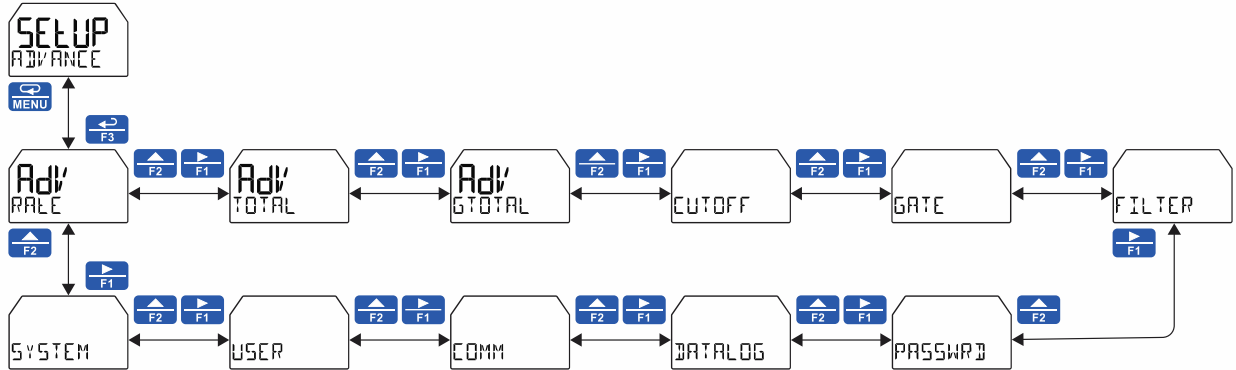 SEtUP
ADVANCE
MENU
F3
AdV
RAtE
F2
F1
AdV
TOTAL
F2
F1
AdV
GTOTAL
F2
F1
CUTOFF
F2
F1
GATE
F2
F1
FILTER
F2
F1
F1
SYSTEM
F2
F1
USER
F2
F1
COMM
F2
F1
DATALOG
F2
F1
PASSWRD
F2